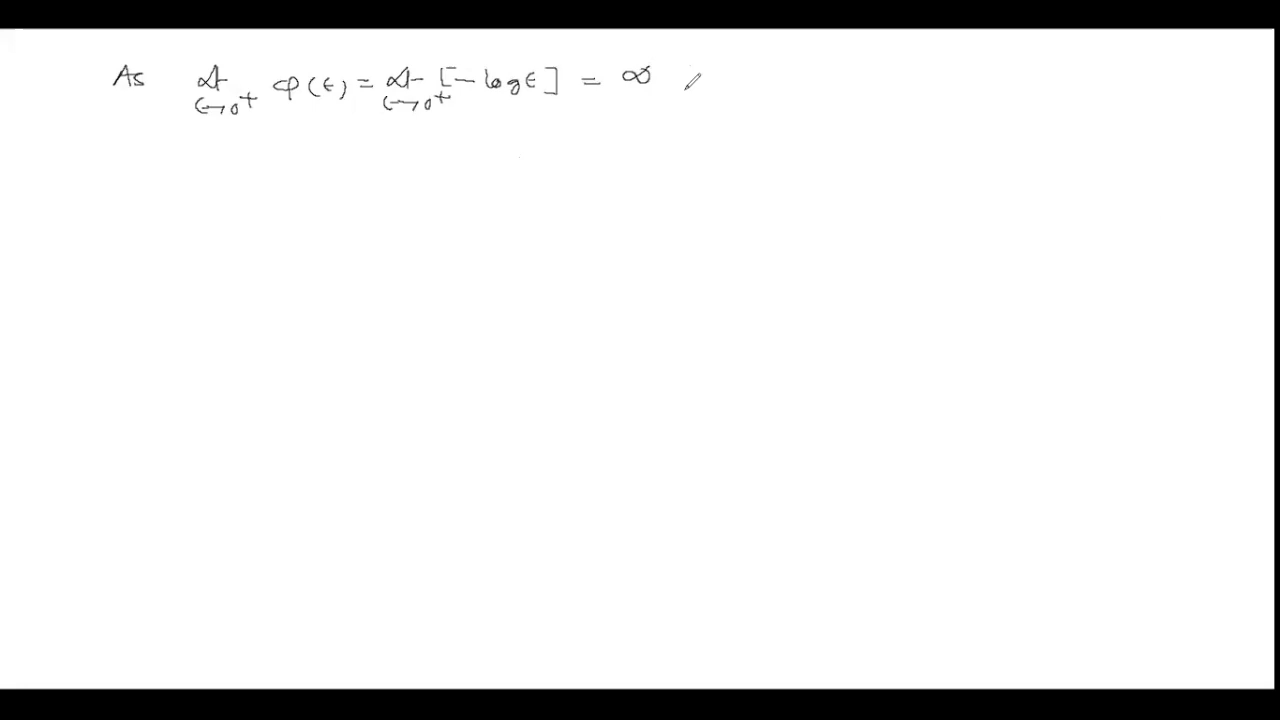 As Lt ϵ→0+ φ(ϵ) = Lt ϵ→0+ [− log ϵ] = ∞ ,